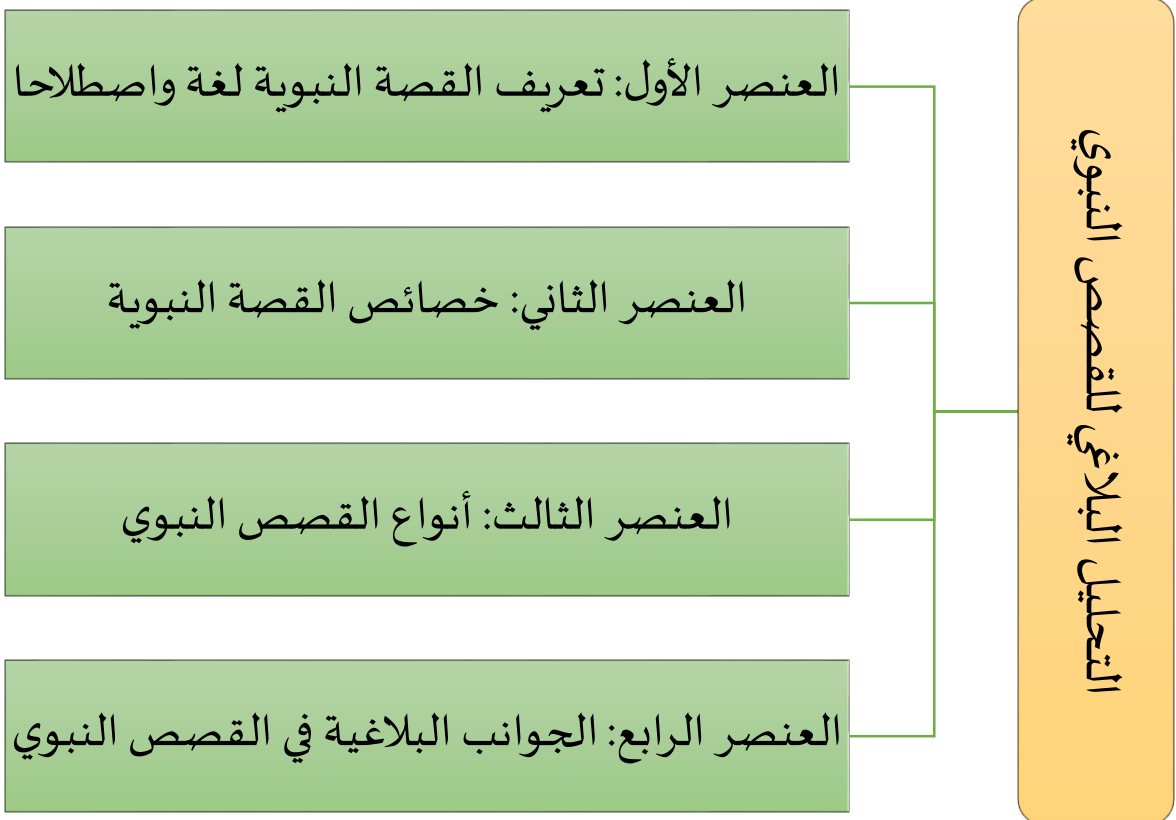 التحليل البلاغي للقصص النبوي
العنصر الأول: تعريف القصة النبوية لغة واصطلاحا
العنصر الثاني: خصائص القصة النبوية
العنصر الثالث: أنواع القصص النبوي
العنصر الرابع: الجوانب البلاغية في القصص النبوي